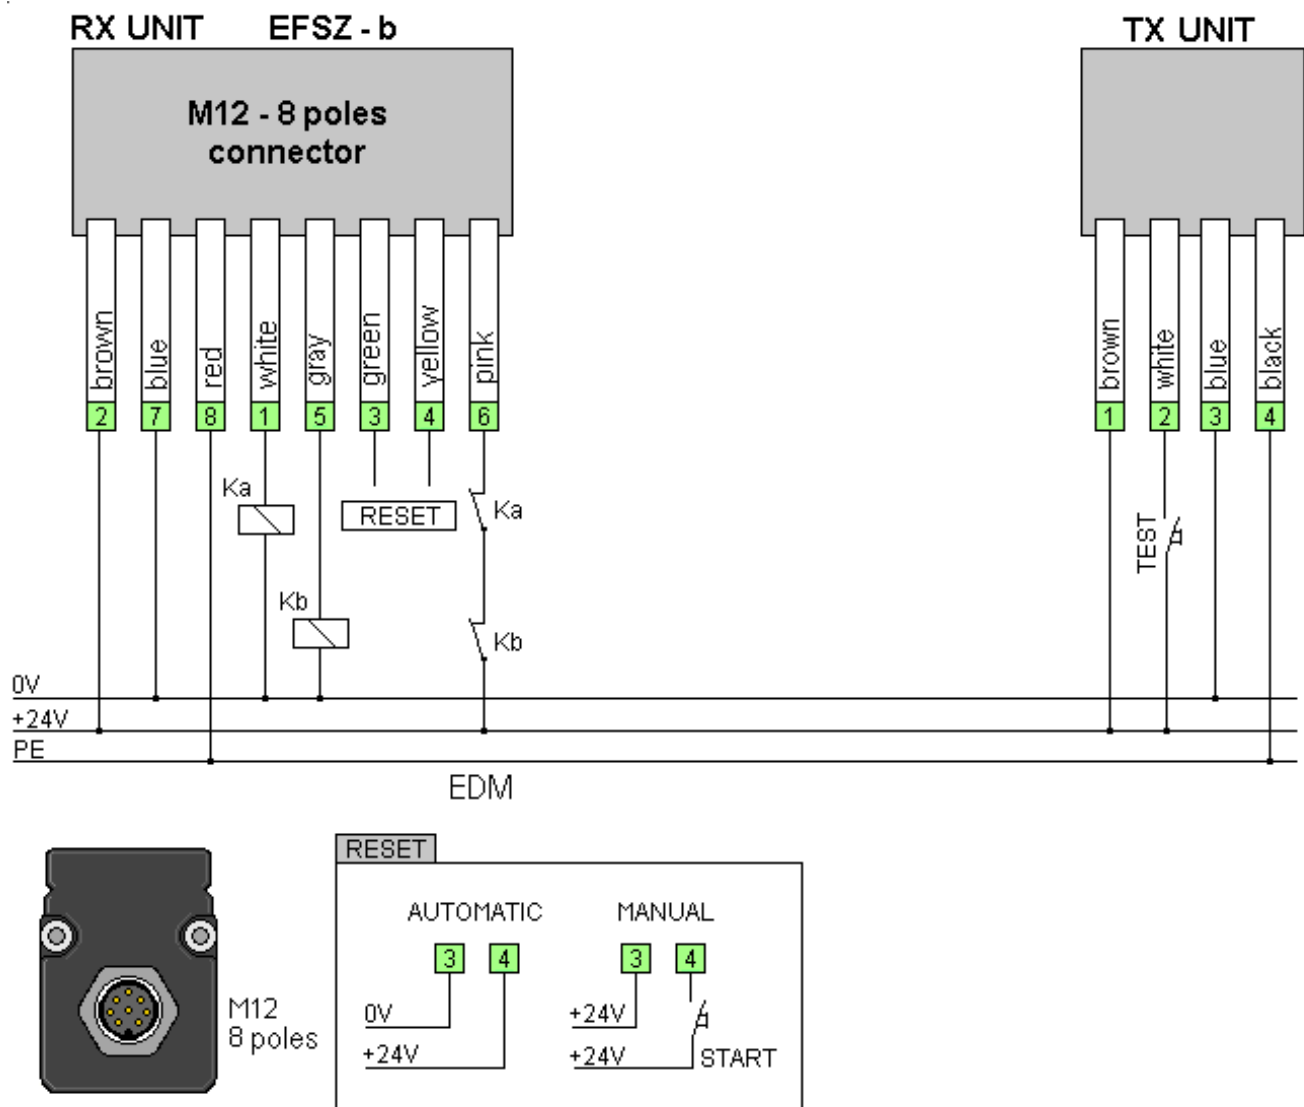 RX UNIT EFSZ - b TX UNIT
M12 - 8 poles
connector
brown blue red white gray green yellow pink brown white blue black
2 7 8 1 5 3 4 6 1 2 3 4
Ka
RESET
Ka
TEST
Kb
Kb
0V
+24V
PE
EDM
RESET
AUTOMATIC MANUAL
3 4 3 4
M12
8 poles
0V +24V
+24V +24V START